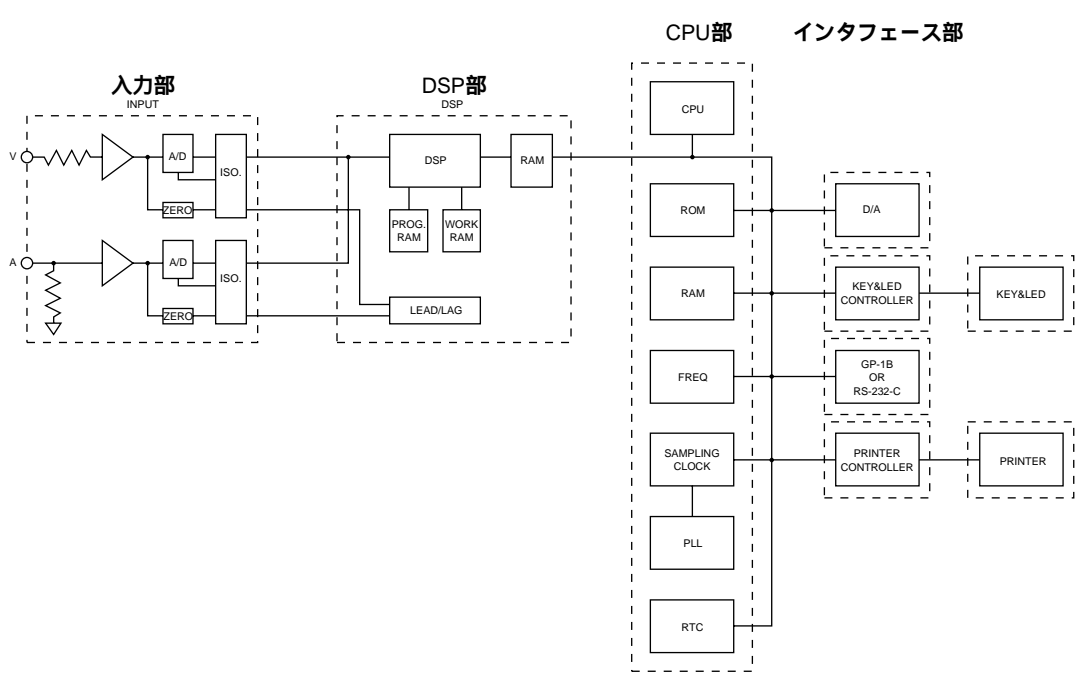 CPU部
インタフェース部
入力部
INPUT
DSP部
DSP
CPU
V
A/D
ISO.
DSP
RAM
ZERO
PROG.
RAM
WORK
RAM
ROM
D/A
A
A/D
ISO.
ZERO
LEAD/LAG
RAM
KEY&LED
CONTROLLER
KEY&LED
FREQ
GP-1B
OR
RS-232-C
SAMPLING
CLOCK
PRINTER
CONTROLLER
PRINTER
PLL
RTC